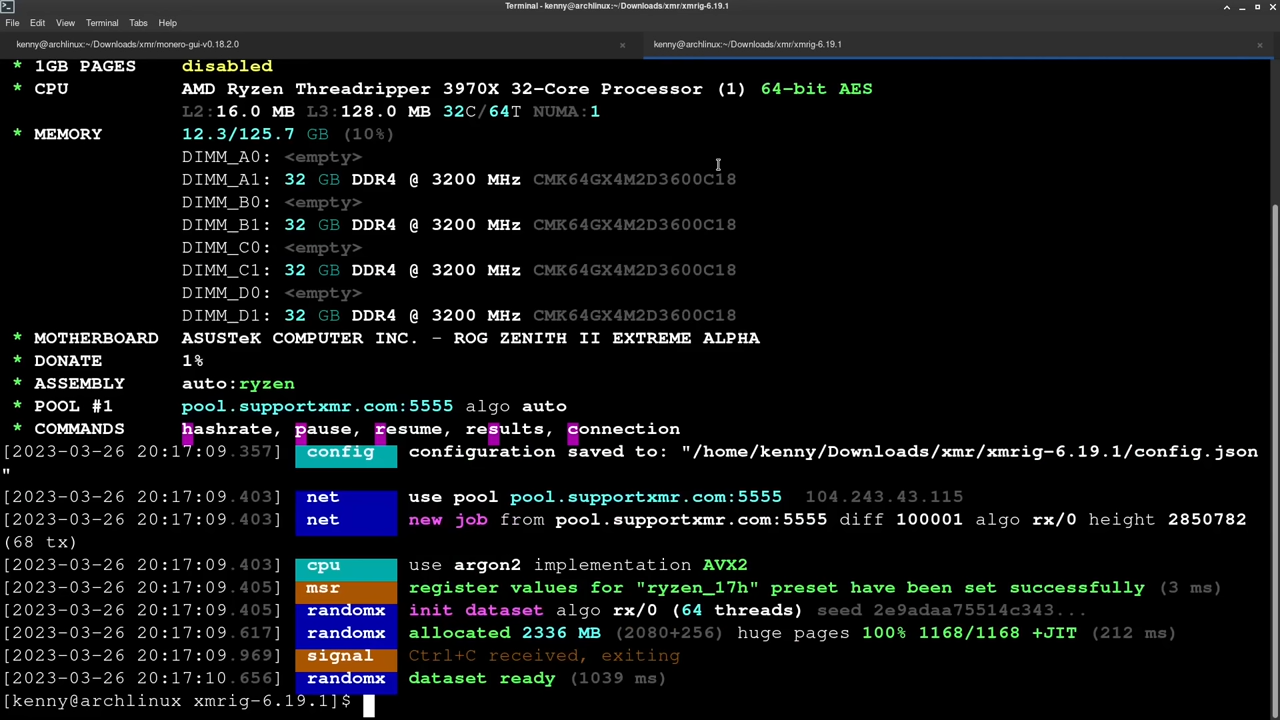 Terminal - kenny@archlinux:~/Downloads/xmr/xmrig-6.19.1
File Edit View Terminal Tabs Help
kenny@archlinux:~/Downloads/xmr/monero-gui-v0.18.2.0 × kenny@archlinux:~/Downloads/xmr/xmrig-6.19.1 ×
* 1GB PAGES disabled
* CPU AMD Ryzen Threadripper 3970X 32-Core Processor (1) 64-bit AES
L2:16.0 MB L3:128.0 MB 32C/64T NUMA:1
* MEMORY 12.3/125.7 GB (10%)
DIMM_A0: <empty>
DIMM_A1: 32 GB DDR4 @ 3200 MHz CMK64GX4M2D3600C18
DIMM_B0: <empty>
DIMM_B1: 32 GB DDR4 @ 3200 MHz CMK64GX4M2D3600C18
DIMM_C0: <empty>
DIMM_C1: 32 GB DDR4 @ 3200 MHz CMK64GX4M2D3600C18
DIMM_D0: <empty>
DIMM_D1: 32 GB DDR4 @ 3200 MHz CMK64GX4M2D3600C18
* MOTHERBOARD ASUSTeK COMPUTER INC. - ROG ZENITH II EXTREME ALPHA
* DONATE 1%
* ASSEMBLY auto:ryzen
* POOL #1 pool.supportxmr.com:5555 algo auto
* COMMANDS hashrate, pause, resume, results, connection
[2023-03-26 20:17:09.357] config configuration saved to: "/home/kenny/Downloads/xmr/xmrig-6.19.1/config.json
"
[2023-03-26 20:17:09.403] net use pool pool.supportxmr.com:5555 104.243.43.115
[2023-03-26 20:17:09.403] net new job from pool.supportxmr.com:5555 diff 100001 algo rx/0 height 2850782
(68 tx)
[2023-03-26 20:17:09.403] cpu use argon2 implementation AVX2
[2023-03-26 20:17:09.405] msr register values for "ryzen_17h" preset have been set successfully (3 ms)
[2023-03-26 20:17:09.405] randomx init dataset algo rx/0 (64 threads) seed 2e9adaa75514c343...
[2023-03-26 20:17:09.617] randomx allocated 2336 MB (2080+256) huge pages 100% 1168/1168 +JIT (212 ms)
[2023-03-26 20:17:09.969] signal Ctrl+C received, exiting
[2023-03-26 20:17:10.656] randomx dataset ready (1039 ms)
[kenny@archlinux xmrig-6.19.1]$